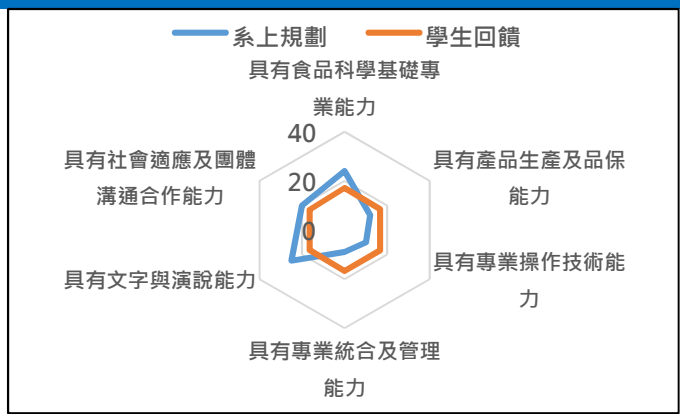 系上規劃 學生回饋
具有食品科學基礎專
業能力
40
具有社會適應及團體
溝通合作能力
具有產品生產及品保
能力
20
0
具有文字與演說能力
具有專業操作技術能
力
具有專業統合及管理
能力